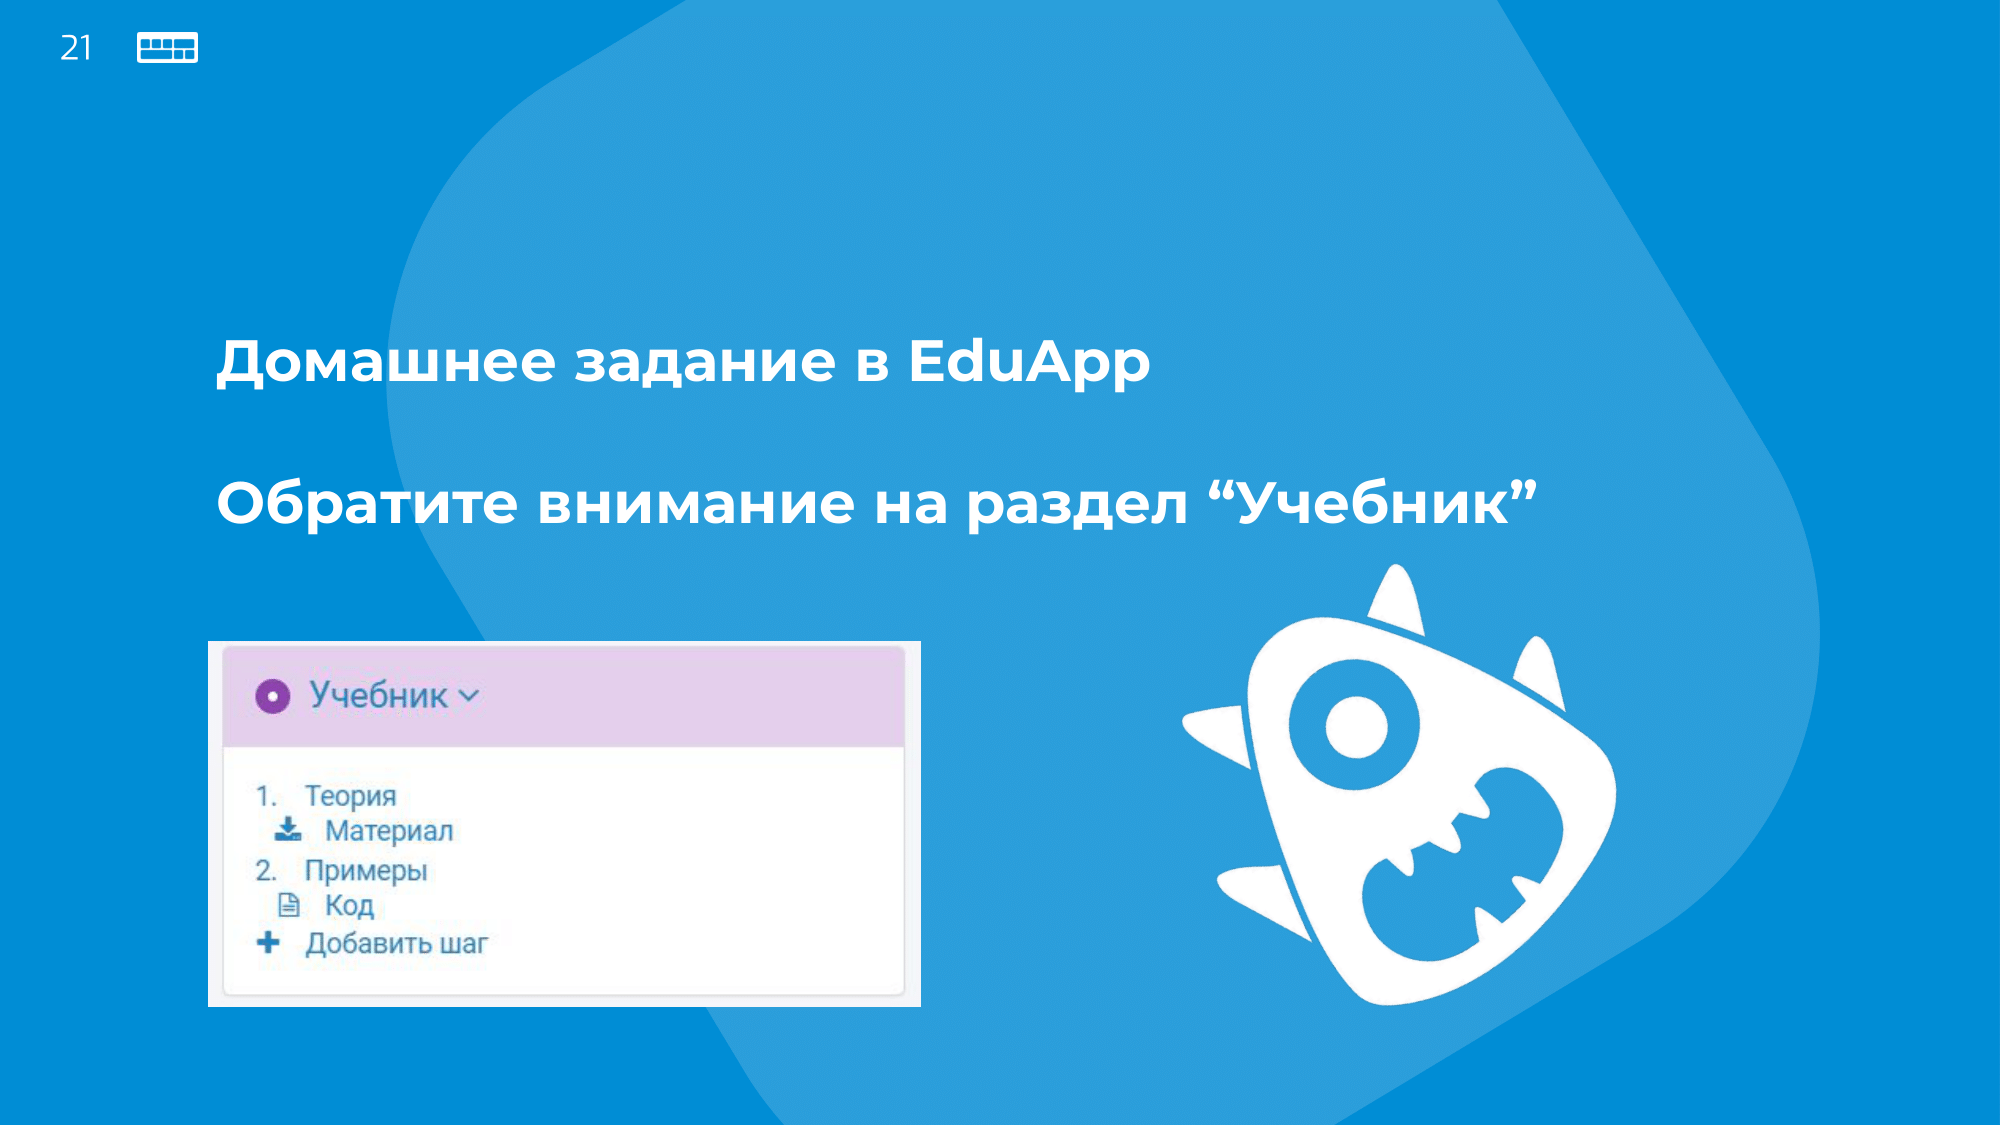 21
Домашнее задание в EduApp
Обратите внимание на раздел “Учебник”
Учебник
1. Теория
Материал
2. Примеры
Код
Добавить шаг